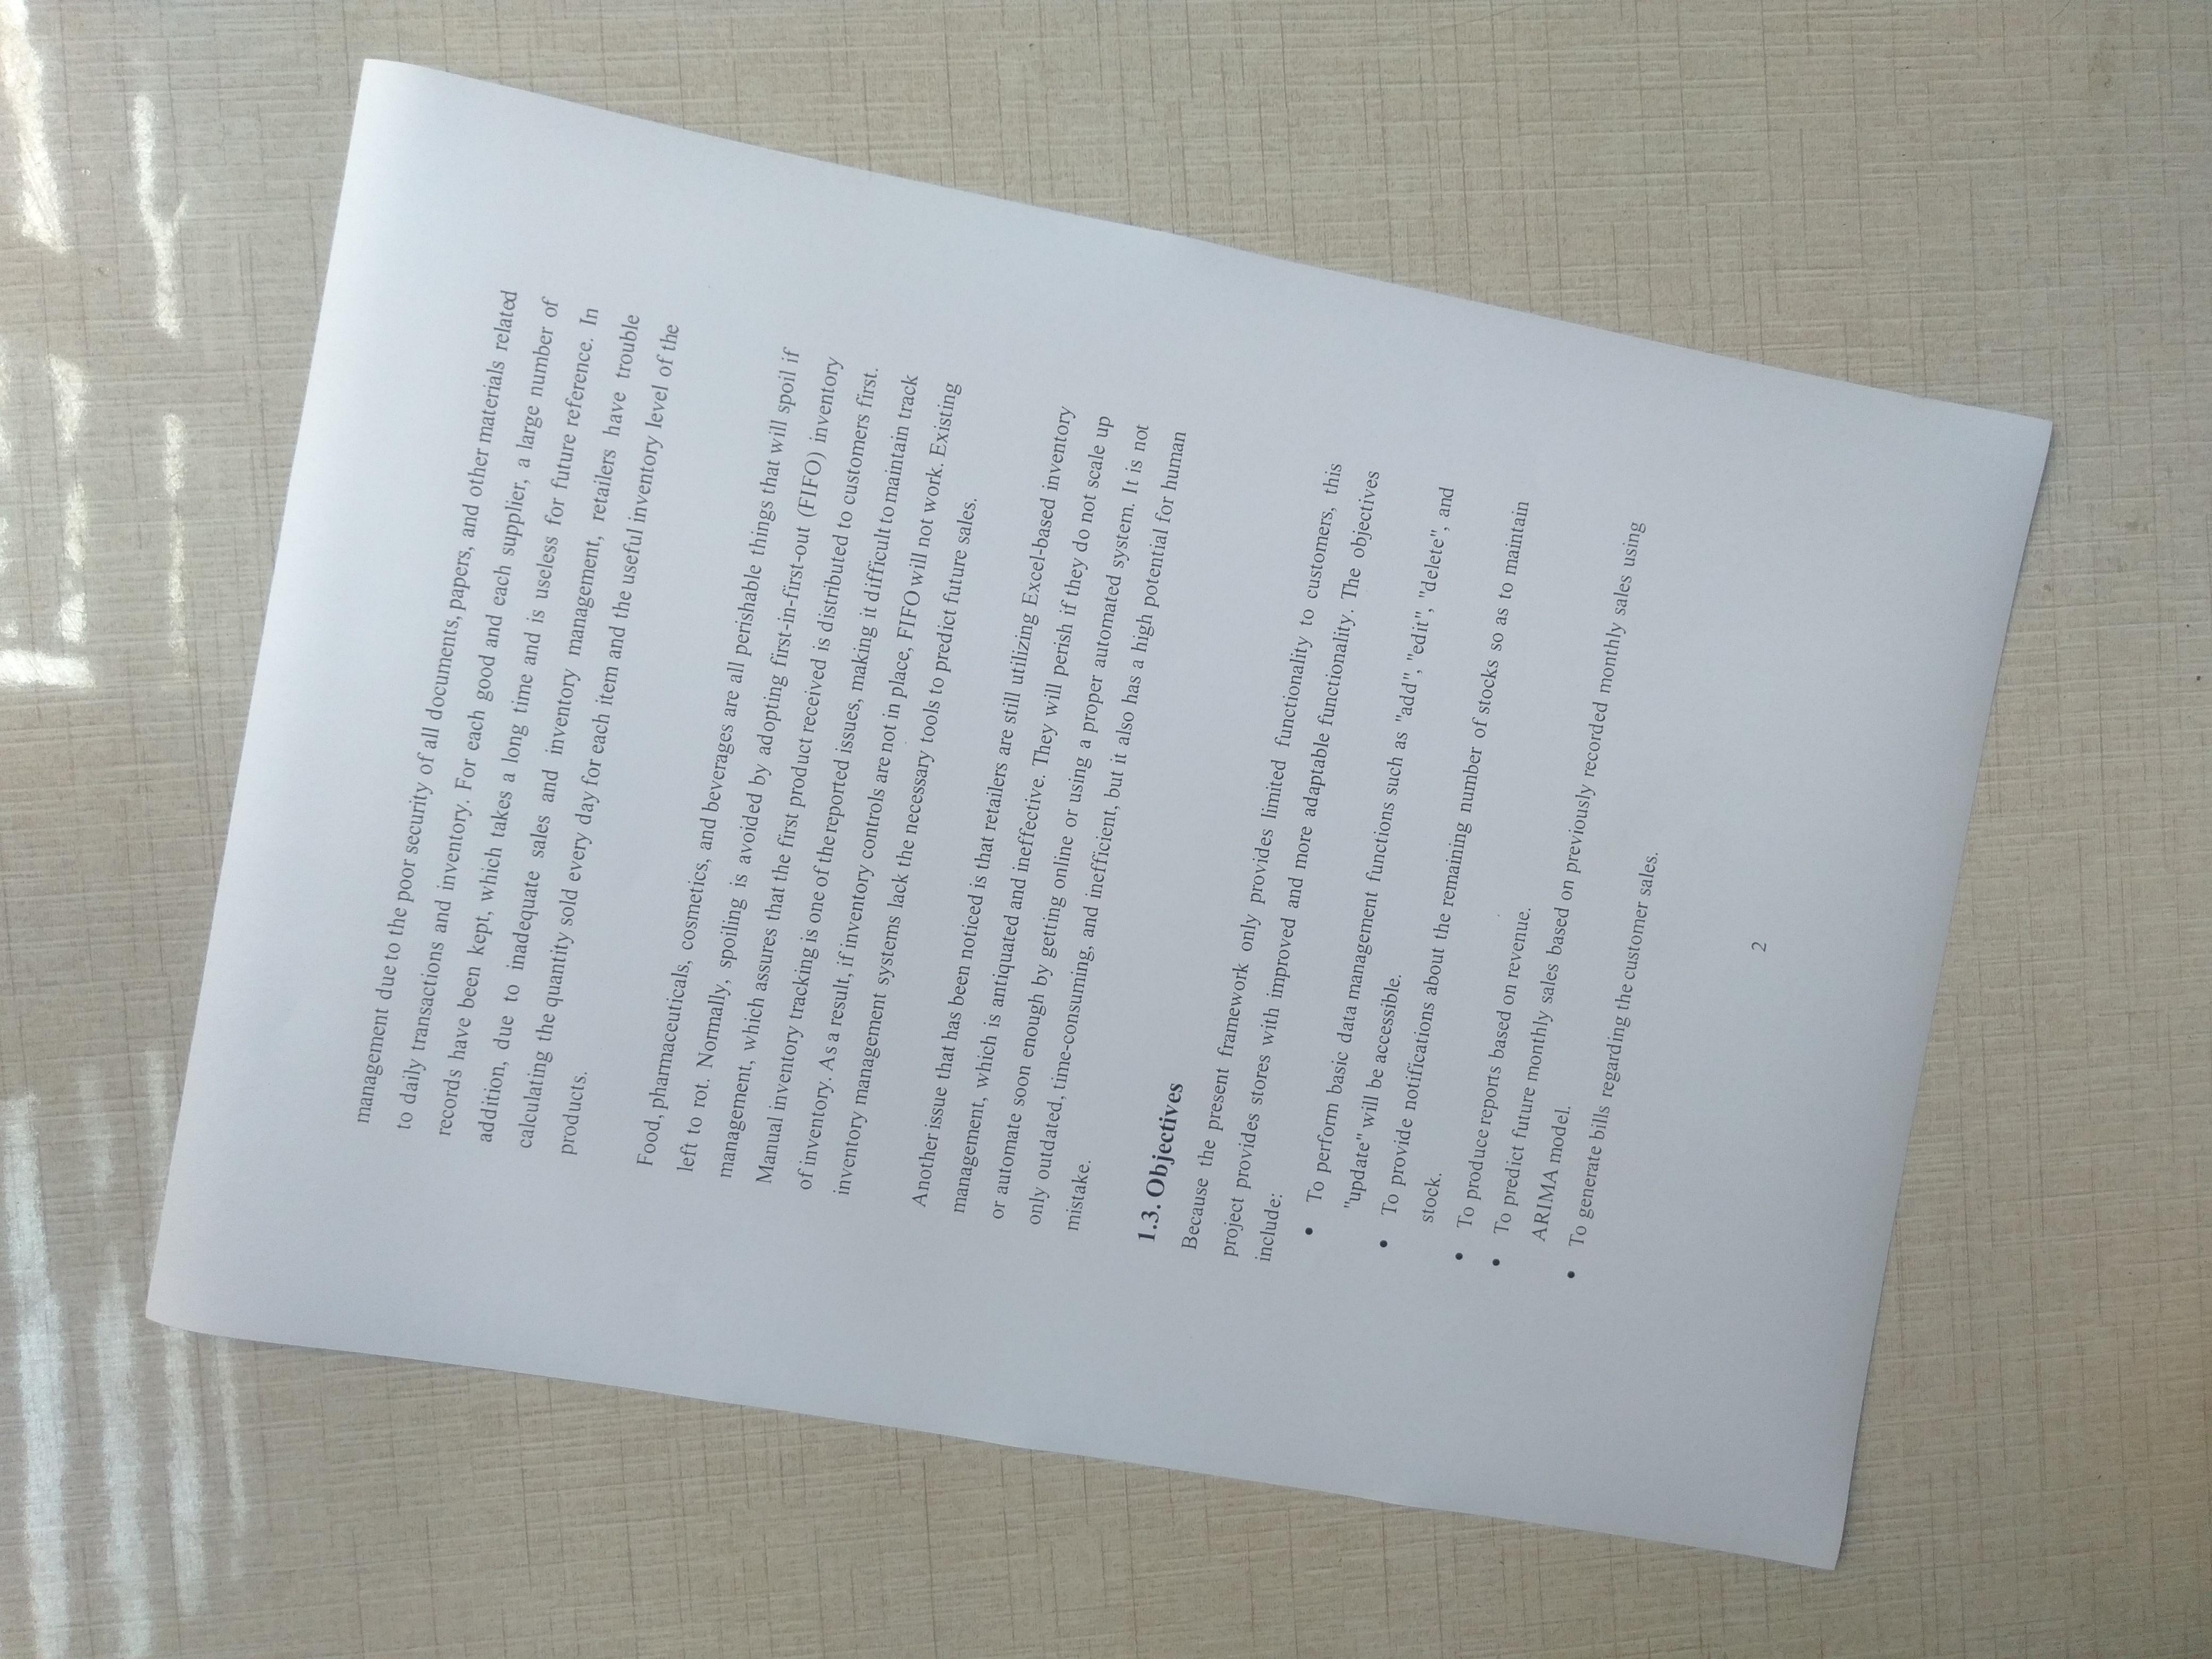 management due to the poor security of all documents, papers, and other materials related
to daily transactions and inventory. For each good and each supplier, a large number of
records have been kept, which takes a long time and is useless for future reference. In
addition, due to inadequate sales and inventory management, retailers have trouble
calculating the quantity sold every day for each item and the useful inventory level of the
products.
Food, pharmaceuticals, cosmetics, and beverages are all perishable things that will spoil if
left to rot. Normally, spoiling is avoided by adopting first-in-first-out (FIFO) inventory
management, which assures that the first product received is distributed to customers first.
Manual inventory tracking is one of the reported issues, making it difficult to maintain track
of inventory. As a result, if inventory controls are not in place, FIFO will not work. Existing
inventory management systems lack the necessary tools to predict future sales.
Another issue that has been noticed is that retailers are still utilizing Excel-based inventory
management, which is antiquated and ineffective. They will perish if they do not scale up
or automate soon enough by getting online or using a proper automated system. It is not
only outdated, time-consuming, and inefficient, but it also has a high potential for human
mistake.
1.3. Objectives
Because the present framework only provides limited functionality to customers, this
project provides stores with improved and more adaptable functionality. The objectives
include:
• To perform basic data management functions such as "add", "edit", "delete", and
"update" will be accessible.
• To provide notifications about the remaining number of stocks so as to maintain
stock.
• To produce reports based on revenue.
• To predict future monthly sales based on previously recorded monthly sales using
ARIMA model.
• To generate bills regarding the customer sales.
2